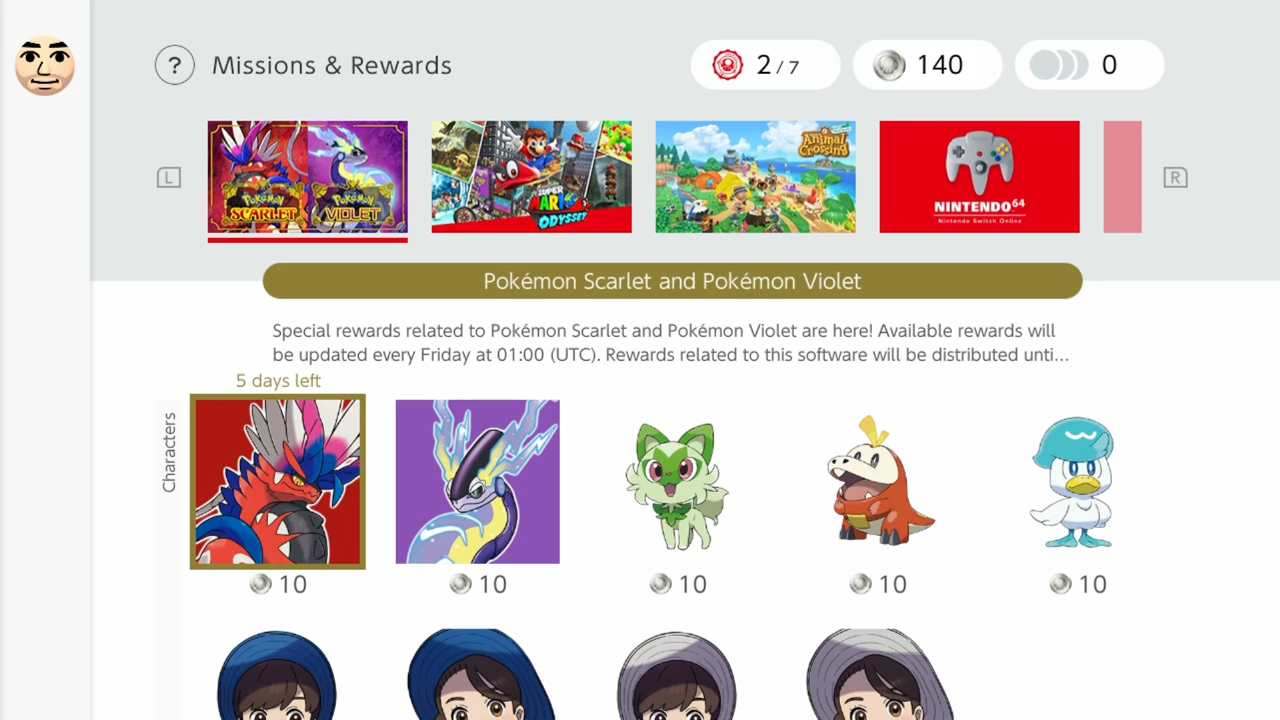 ? Missions & Rewards
2 / 7
140
0
L
POKÉMON SCARLET
POKÉMON VIOLET
SUPER MARIO ODYSSEY
Animal Crossing
NINTENDO 64
Nintendo Switch Online
R
Pokémon Scarlet and Pokémon Violet
Special rewards related to Pokémon Scarlet and Pokémon Violet are here! Available rewards will
be updated every Friday at 01:00 (UTC). Rewards related to this software will be distributed unti...
5 days left
Characters
10
10
10
10
10